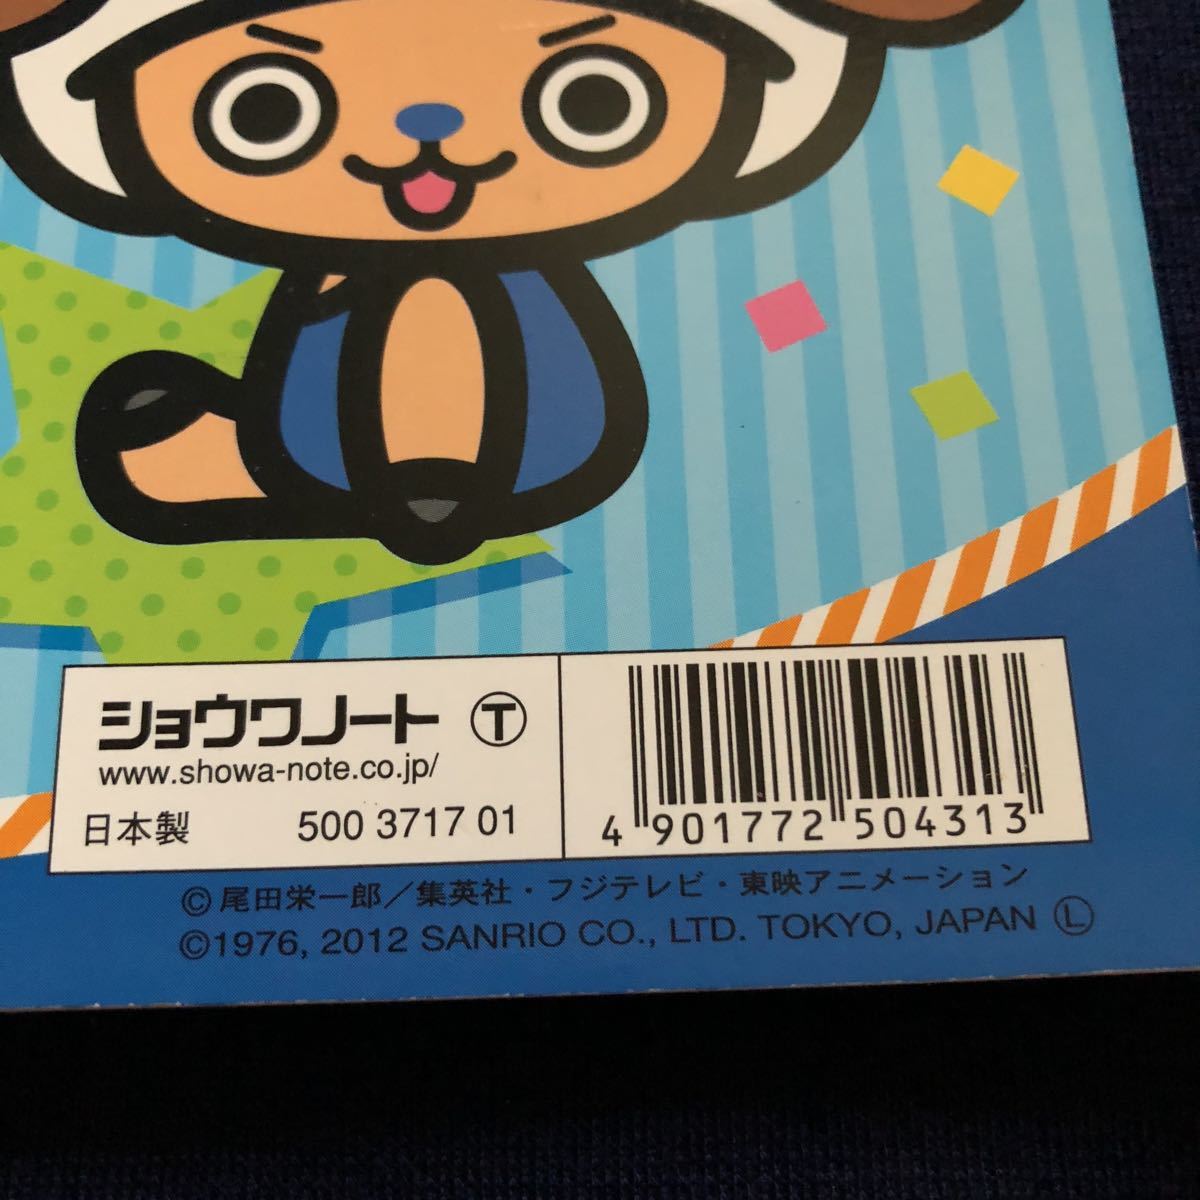 ショウワノート Ⓣ
www.showa-note.co.jp/
日本製 500 3717 01
4 901772 504313
©尾田栄一郎／集英社・フジテレビ・東映アニメーション
©1976, 2012 SANRIO CO., LTD. TOKYO, JAPAN Ⓛ